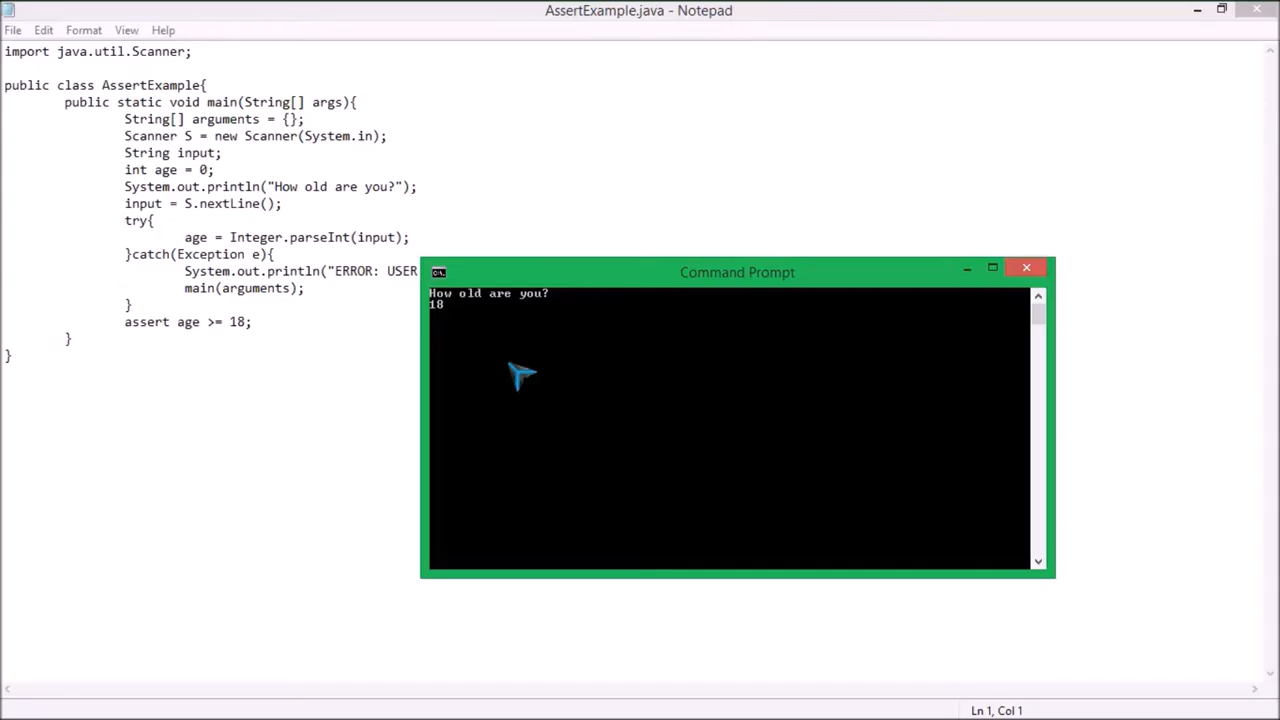 AssertExample.java - Notepad
File Edit Format View Help
import java.util.Scanner;
public class AssertExample{
public static void main(String[] args){
String[] arguments = {};
Scanner S = new Scanner(System.in);
String input;
int age = 0;
System.out.println("How old are you?");
input = S.nextLine();
try{
age = Integer.parseInt(input);
}catch(Exception e){
System.out.println("ERROR: USER
main(arguments);
}
assert age >= 18;
}
}
Command Prompt
How old are you?
18
Ln 1, Col 1